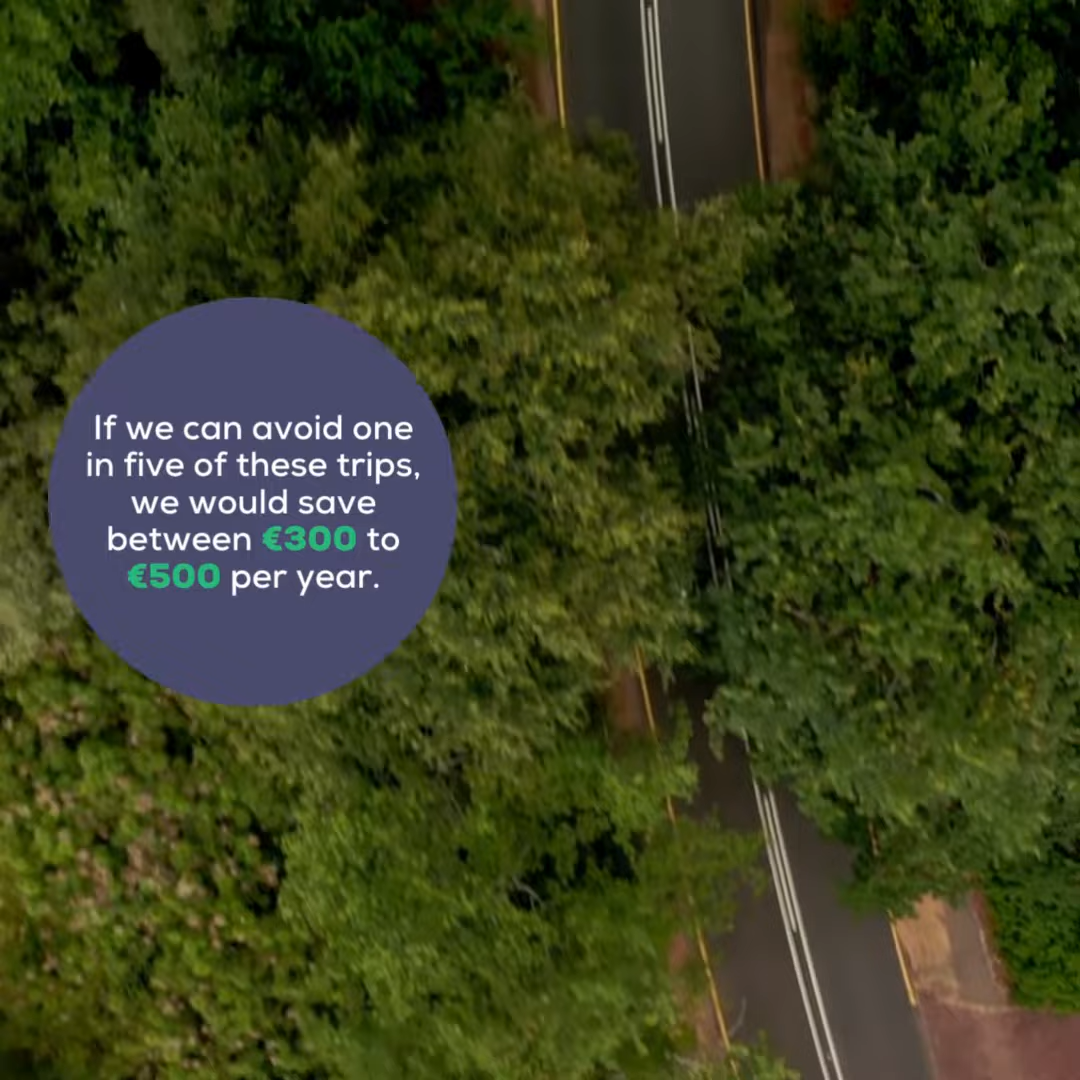 If we can avoid one
in five of these trips,
we would save
between €300 to
€500 per year.